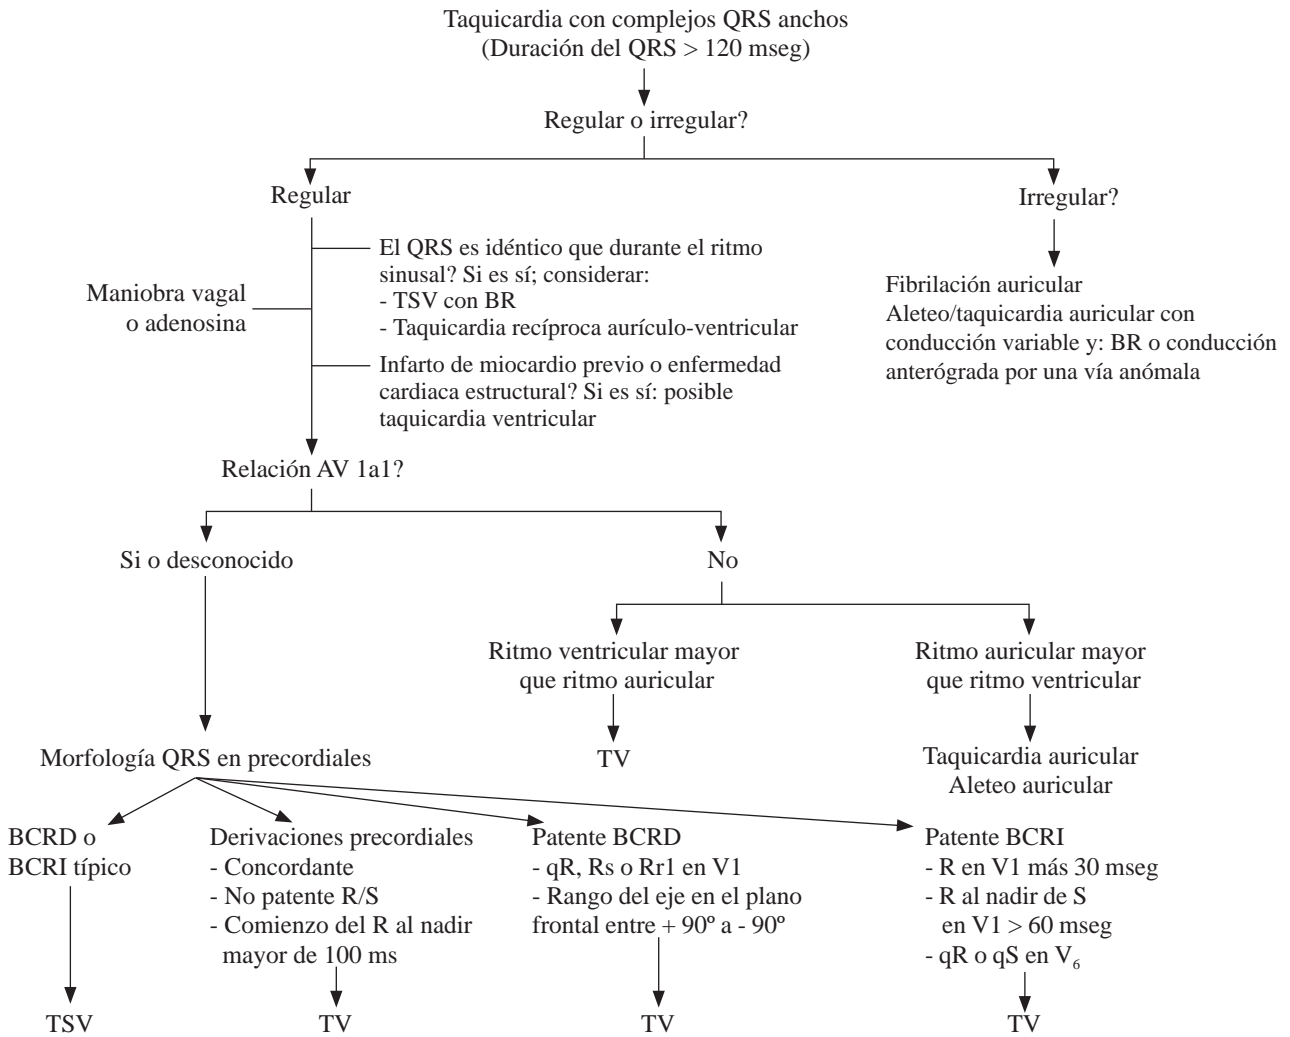 Taquicardia con complejos QRS anchos
(Duración del QRS > 120 mseg)
Regular o irregular?
Regular
Irregular?
El QRS es idéntico que durante el ritmo
sinusal? Si es sí; considerar:
- TSV con BR
- Taquicardia recíproca aurículo-ventricular
Maniobra vagal
o adenosina
Infarto de miocardio previo o enfermedad
cardiaca estructural? Si es sí: posible
taquicardia ventricular
Fibrilación auricular
Aleteo/taquicardia auricular con
conducción variable y: BR o conducción
anterógrada por una vía anómala
Relación AV 1a1?
Si o desconocido
No
Ritmo ventricular mayor
que ritmo auricular
Ritmo auricular mayor
que ritmo ventricular
TV
Taquicardia auricular
Aleteo auricular
Morfología QRS en precordiales
BCRD o
BCRI típico
Derivaciones precordiales
- Concordante
- No patente R/S
- Comienzo del R al nadir
mayor de 100 ms
Patente BCRD
- qR, Rs o Rr1 en V1
- Rango del eje en el plano
frontal entre + 90º a - 90º
Patente BCRI
- R en V1 más 30 mseg
- R al nadir de S
en V1 > 60 mseg
- qR o qS en V₆
TSV
TV
TV
TV